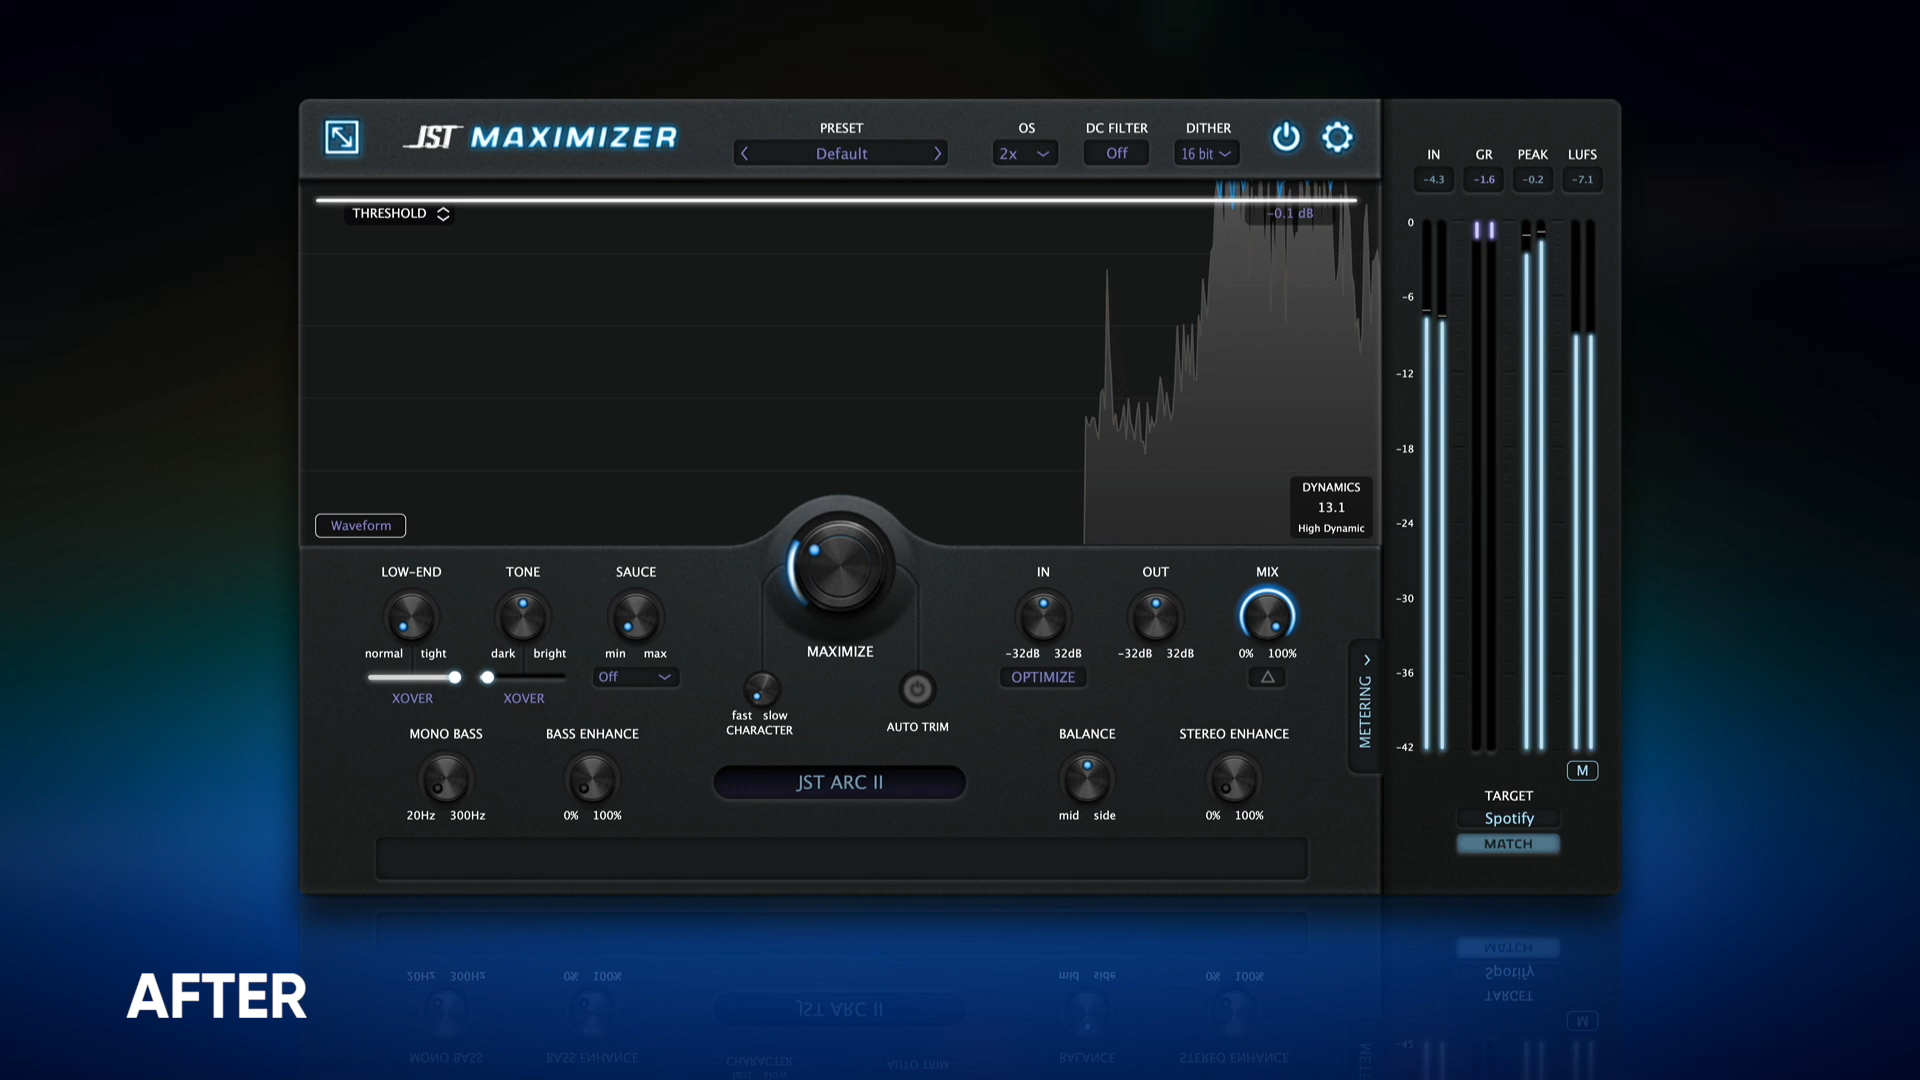 JST MAXIMIZER
PRESET
Default
OS
2x
DC FILTER
Off
DITHER
16 bit
IN
GR
PEAK
LUFS
-4.3
-1.6
-0.2
-7.1
THRESHOLD
-0.1 dB
0
-6
-12
-18
-24
-30
-36
-42
DYNAMICS
13.1
High Dynamic
Waveform
LOW-END
TONE
SAUCE
IN
OUT
MIX
normal tight
dark bright
min max
MAXIMIZE
-32dB 32dB
-32dB 32dB
0% 100%
XOVER
XOVER
Off
OPTIMIZE
METERING
fast slow
CHARACTER
AUTO TRIM
MONO BASS
BASS ENHANCE
BALANCE
STEREO ENHANCE
JST ARC II
20Hz 300Hz
0% 100%
mid side
0% 100%
M
TARGET
Spotify
MATCH
AFTER